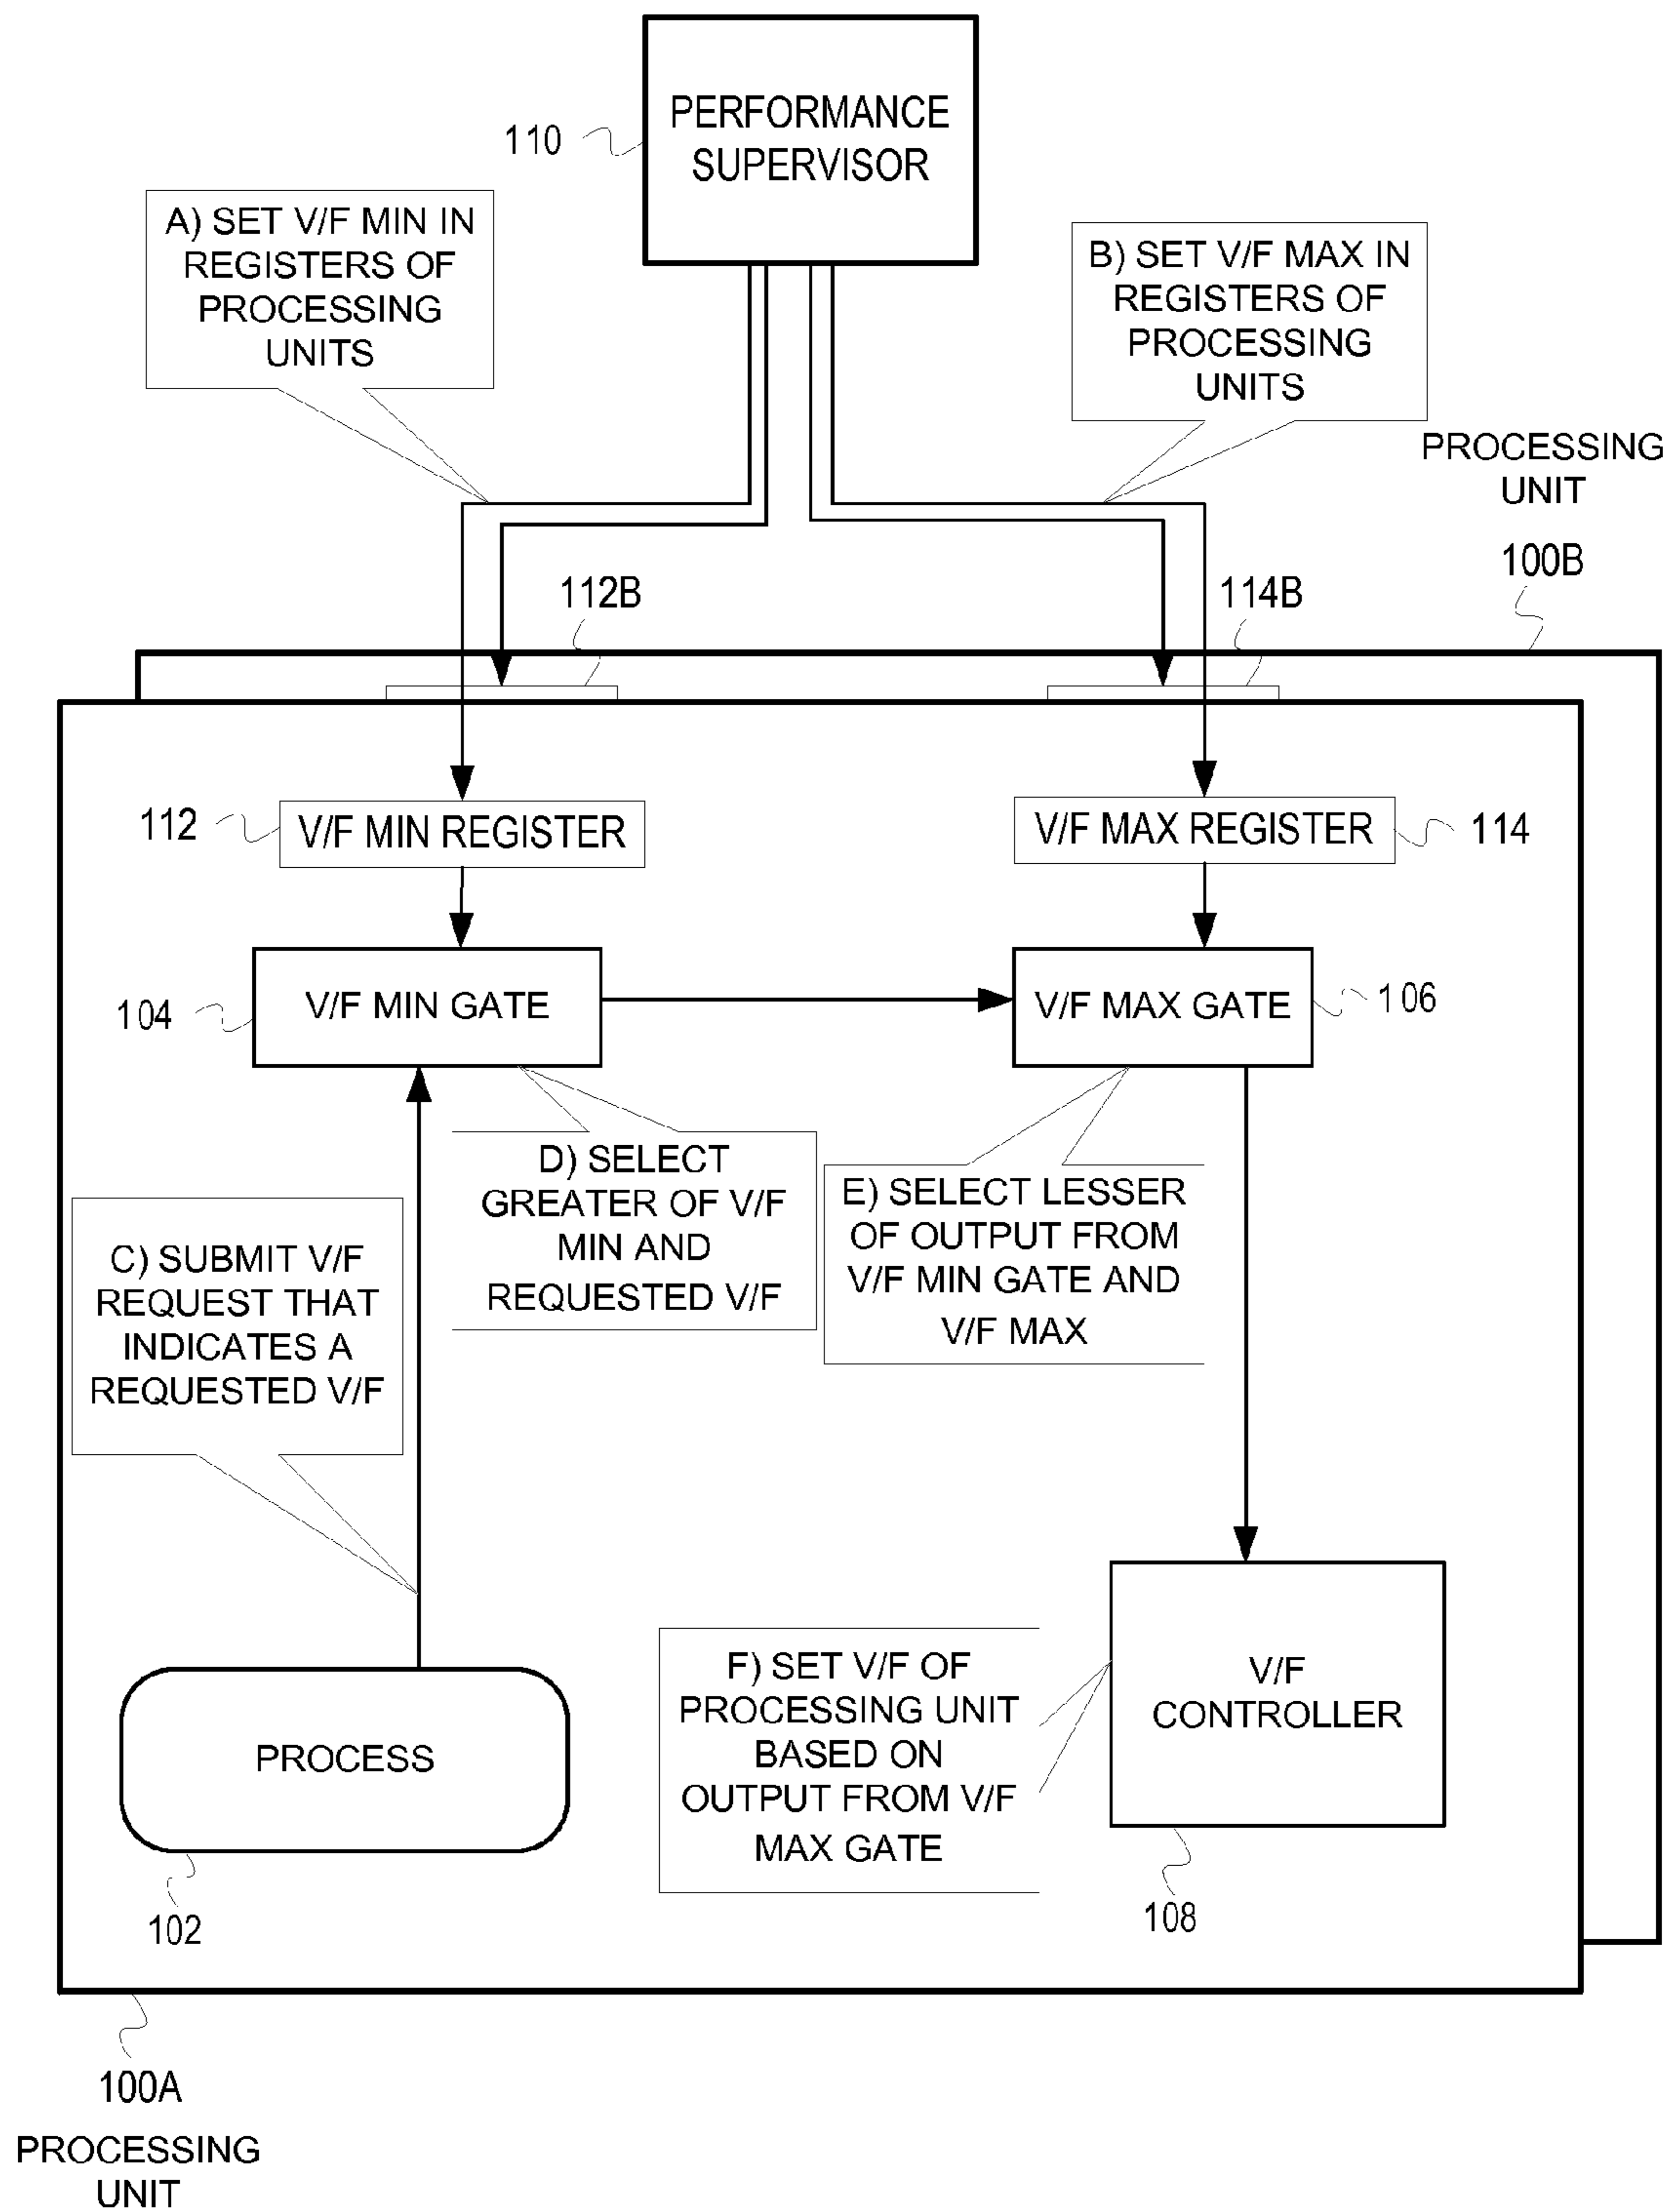 PERFORMANCE
SUPERVISOR
110
A) SET V/F MIN IN
REGISTERS OF
PROCESSING
UNITS
B) SET V/F MAX IN
REGISTERS OF
PROCESSING
UNITS
PROCESSING
UNIT
100B
112B
114B
112
V/F MIN REGISTER
V/F MAX REGISTER
114
104
V/F MIN GATE
V/F MAX GATE
106
D) SELECT
GREATER OF V/F
MIN AND
REQUESTED V/F
E) SELECT LESSER
OF OUTPUT FROM
V/F MIN GATE AND
V/F MAX
C) SUBMIT V/F
REQUEST THAT
INDICATES A
REQUESTED V/F
F) SET V/F OF
PROCESSING UNIT
BASED ON
OUTPUT FROM V/F
MAX GATE
V/F
CONTROLLER
PROCESS
102
108
100A
PROCESSING
UNIT